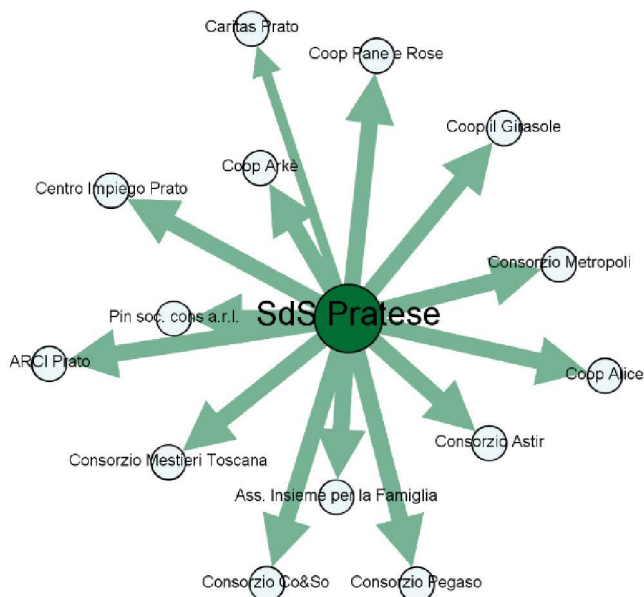 Caritas Prato
Coop Pane e Rose
Coop il Girasole
Coop Arkè
Centro Impiego Prato
Consorzio Metropoli
SdS Pratese
Pin soc. cons a.r.l.
ARCI Prato
Coop Alice
Consorzio Astir
Consorzio Mestieri Toscana
Ass. Insieme per la Famiglia
Consorzio Co&So
Consorzio Pegaso